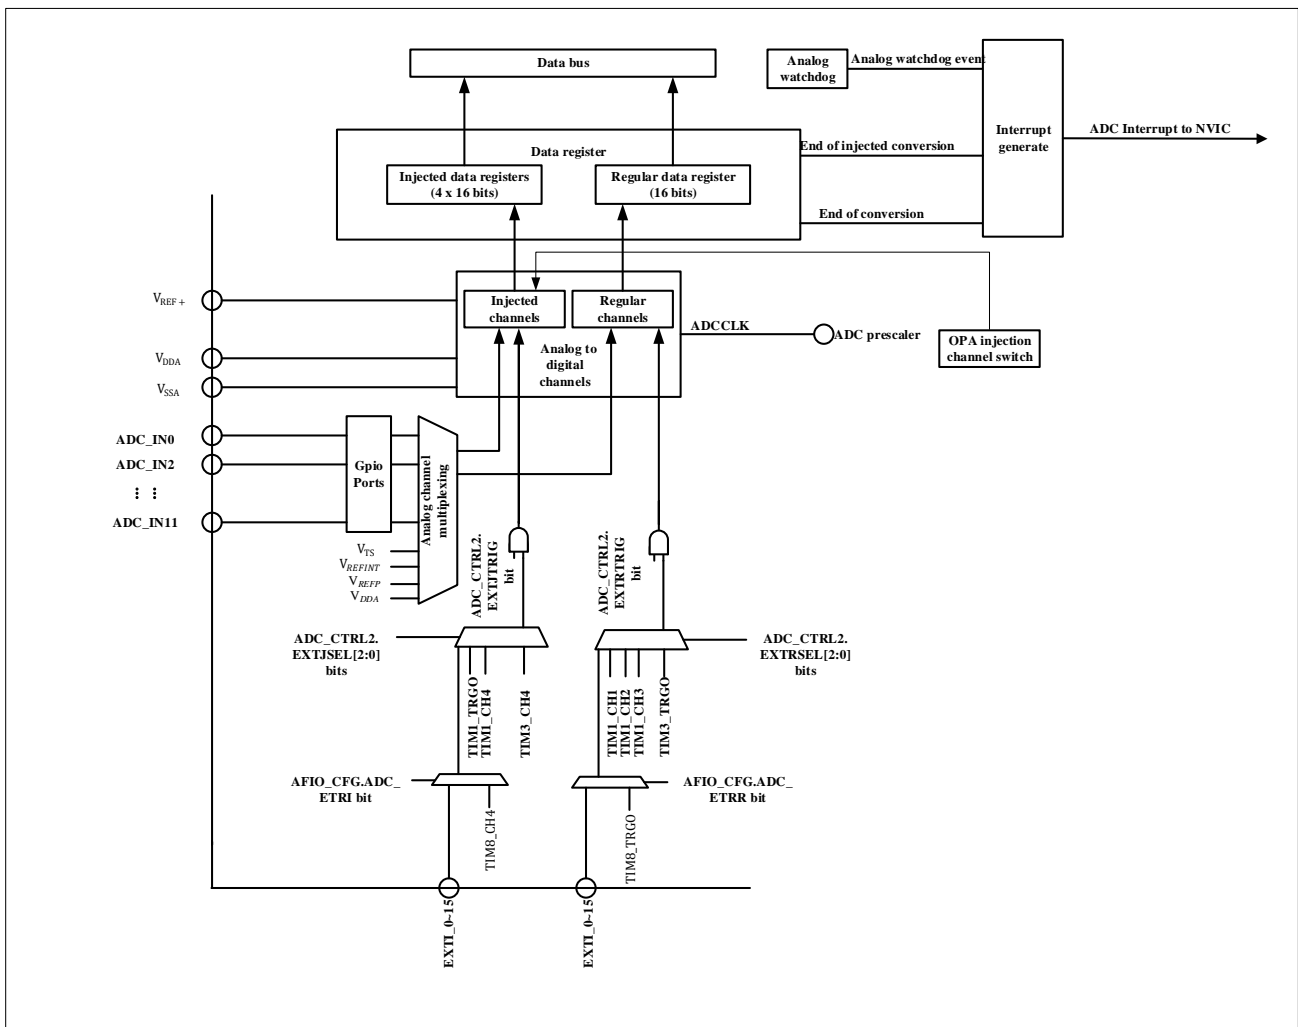 Data bus
Analog
watchdog
Analog watchdog event
Interrupt
generate
ADC Interrupt to NVIC
Data register
End of injected conversion
Injected data registers
(4 x 16 bits)
Regular data register
(16 bits)
End of conversion
VREF+
Injected
channels
Regular
channels
ADCCLK
ADC prescaler
OPA injection
channel switch
Analog to
digital
channels
VDDA
VSSA
ADC_IN0
ADC_IN2
ADC_IN11
Gpio
Ports
Analog channel
multiplexing
VTS
VREFINT
VREFP
VDDA
ADC_CTRL2.
EXTJTRIG
bit
ADC_CTRL2.
EXTRTRIG
bit
ADC_CTRL2.
EXTJSEL[2:0]
bits
ADC_CTRL2.
EXTRSEL[2:0]
bits
TIM1_TRGO
TIM1_CH4
TIM3_CH4
TIM1_CH1
TIM1_CH2
TIM1_CH3
TIM3_TRGO
AFIO_CFG.ADC_
ETRI bit
AFIO_CFG.ADC_
ETRR bit
TIM8_CH4
TIM8_TRGO
EXTI_0~15
EXTI_0~15